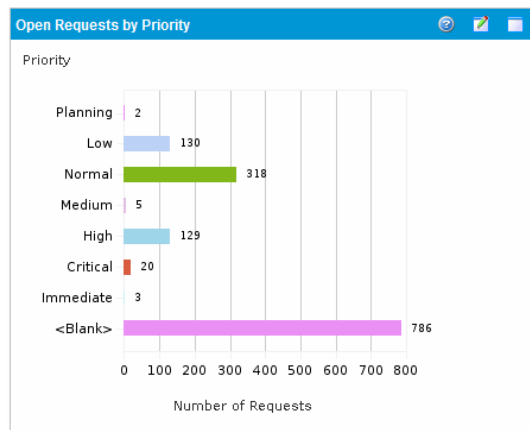 Open Requests by Priority
Priority
Planning 2
Low 130
Normal 318
Medium 5
High 129
Critical 20
Immediate 3
<Blank> 786
0 100 200 300 400 500 600 700 800
Number of Requests